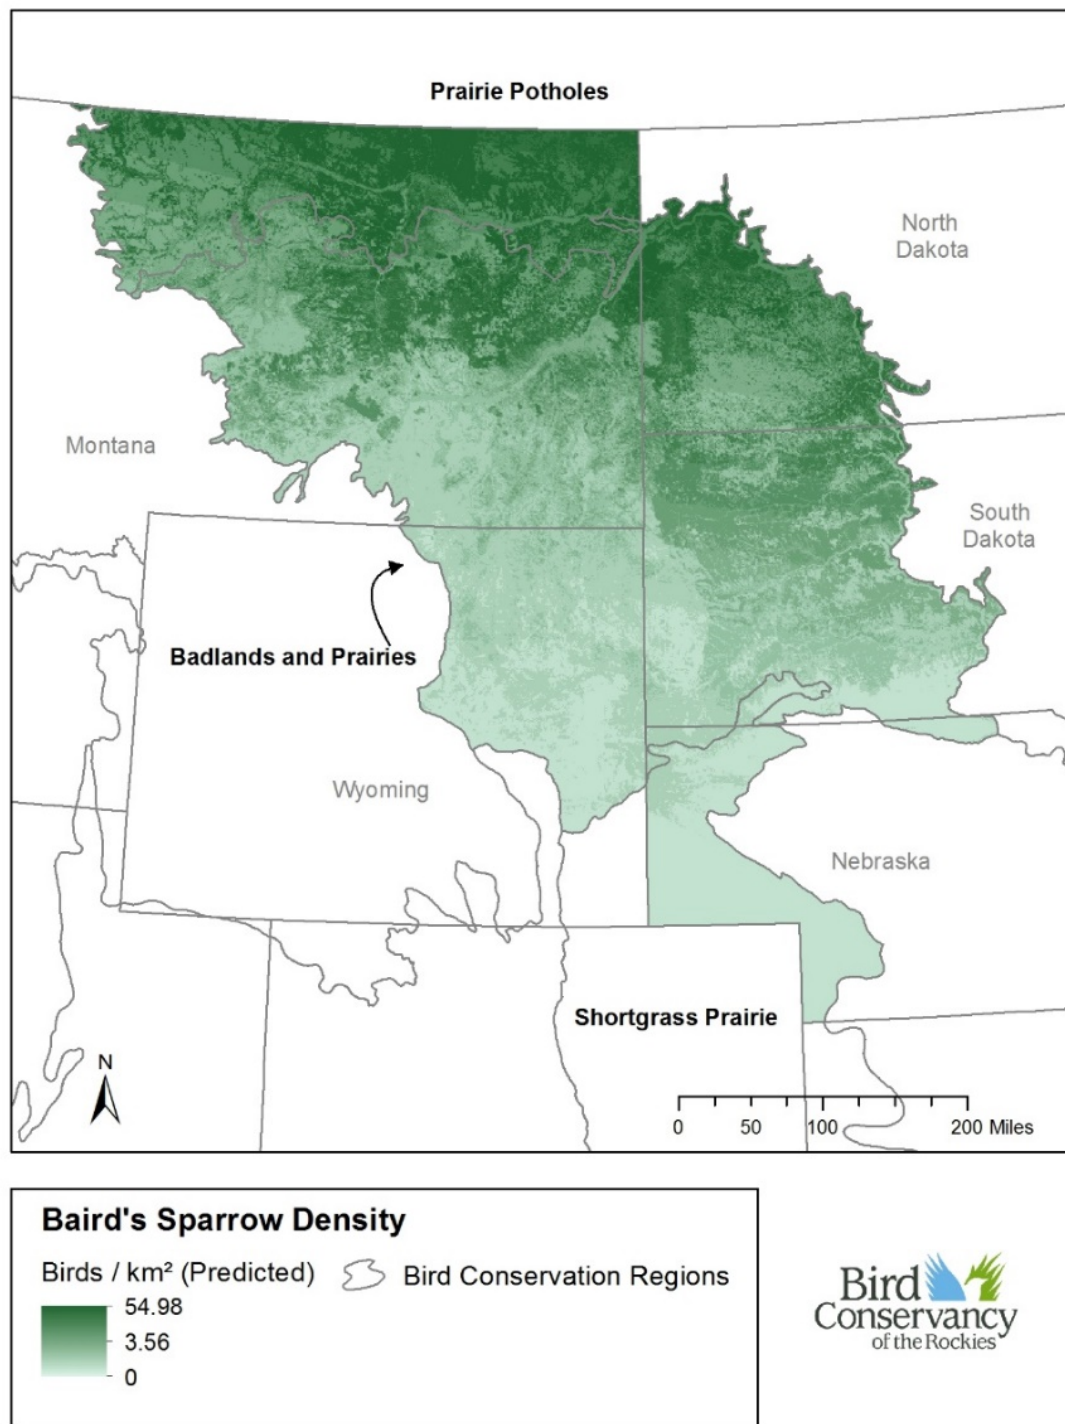 Prairie Potholes
North
Dakota
Montana
South
Dakota
Badlands and Prairies
Wyoming
Nebraska
Shortgrass Prairie
N
0 50 100 200 Miles
Baird's Sparrow Density
Birds / km² (Predicted) Bird Conservation Regions
54.98
3.56
0
Bird
Conservancy
of the Rockies